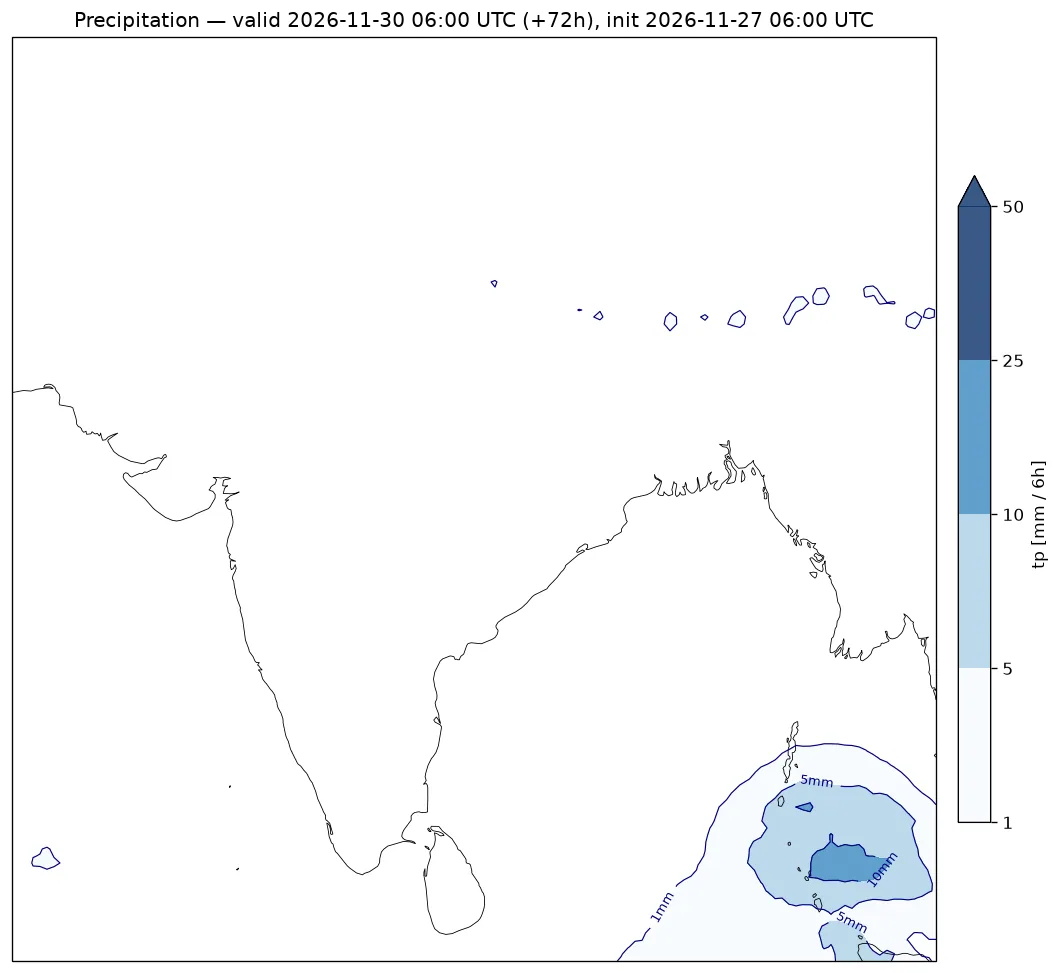 Precipitation — valid 2026-11-30 06:00 UTC (+72h), init 2026-11-27 06:00 UTC
50
25
10
5
1
tp [mm / 6h]
5mm
10mm
1mm
5mm